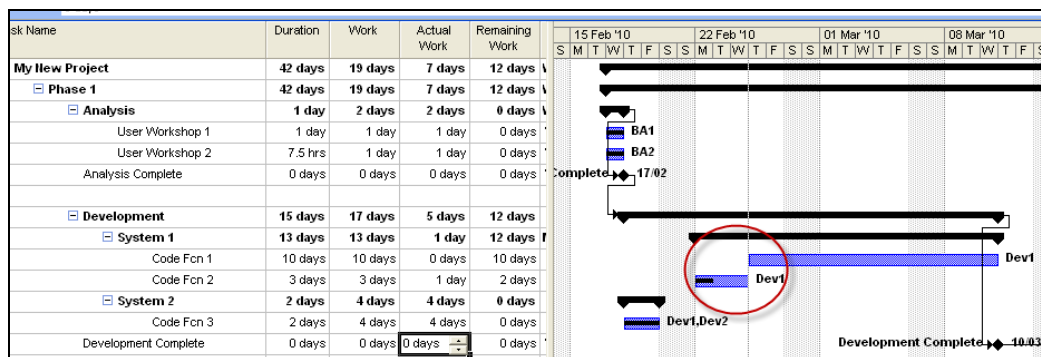 sk Name Duration Work Actual Work Remaining Work
15 Feb '10 22 Feb '10 01 Mar '10 08 Mar '10
S M T W T F S S M T W T F S S M T W T F S S M T W T F S
My New Project 42 days 19 days 7 days 12 days
Phase 1 42 days 19 days 7 days 12 days
Analysis 1 day 2 days 2 days 0 days
User Workshop 1 1 day 1 day 1 day 0 days BA1
User Workshop 2 7.5 hrs 1 day 1 day 0 days BA2
Analysis Complete 0 days 0 days 0 days 0 days Complete 17/02
Development 15 days 17 days 5 days 12 days
System 1 13 days 13 days 1 day 12 days
Code Fcn 1 10 days 10 days 0 days 10 days Dev1
Code Fcn 2 3 days 3 days 1 day 2 days Dev1
System 2 2 days 4 days 4 days 0 days
Code Fcn 3 2 days 4 days 4 days 0 days Dev1,Dev2
Development Complete 0 days 0 days 0 days 0 days Development Complete 10/03